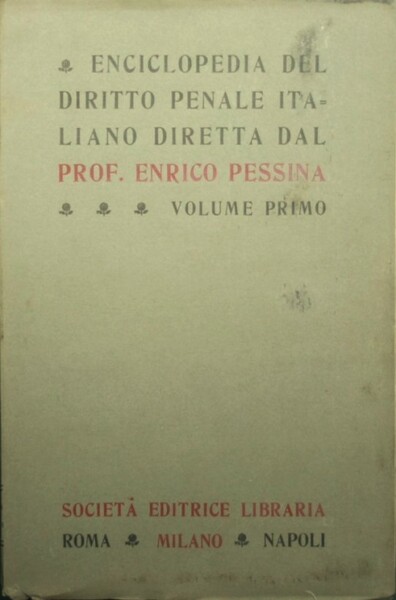 ENCICLOPEDIA DEL
DIRITTO PENALE ITA=
LIANO DIRETTA DAL
PROF. ENRICO PESSINA
VOLUME PRIMO
SOCIETÀ EDITRICE LIBRARIA
ROMA MILANO NAPOLI